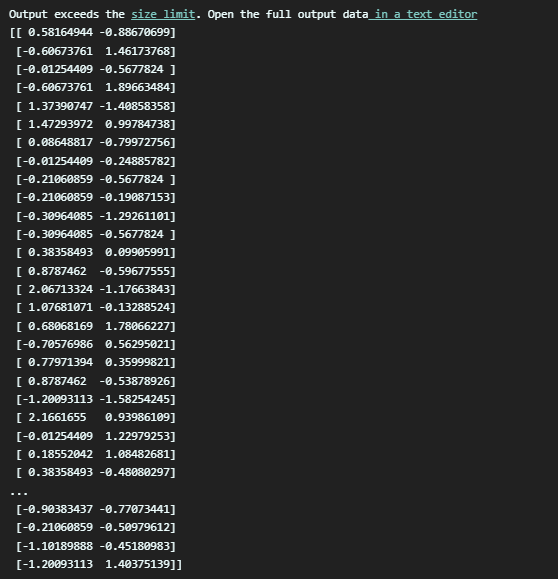 Output exceeds the size limit. Open the full output data in a text editor
[[ 0.58164944 -0.88670699]
 [-0.60673761  1.46173768]
 [-0.01254409 -0.5677824 ]
 [-0.60673761  1.89663484]
 [ 1.37390747 -1.40858358]
 [ 1.47293972  0.99784738]
 [ 0.08648817 -0.79972756]
 [-0.01254409 -0.24885782]
 [-0.21060859 -0.5677824 ]
 [-0.21060859 -0.19087153]
 [-0.30964085 -1.29261101]
 [-0.30964085 -0.5677824 ]
 [ 0.38358493  0.09905991]
 [ 0.8787462  -0.59677555]
 [ 2.06713324 -1.17663843]
 [ 1.07681071 -0.13288524]
 [ 0.68068169  1.78066227]
 [-0.70576986  0.56295021]
 [ 0.77971394  0.35999821]
 [ 0.8787462  -0.53878926]
 [-1.20093113 -1.58254245]
 [ 2.1661655   0.93986109]
 [-0.01254409  1.22979253]
 [ 0.18552042  1.08482681]
 [ 0.38358493 -0.48080297]
...
 [-0.90383437 -0.77073441]
 [-0.21060859 -0.50979612]
 [-1.10189888 -0.45180983]
 [-1.20093113  1.40375139]]